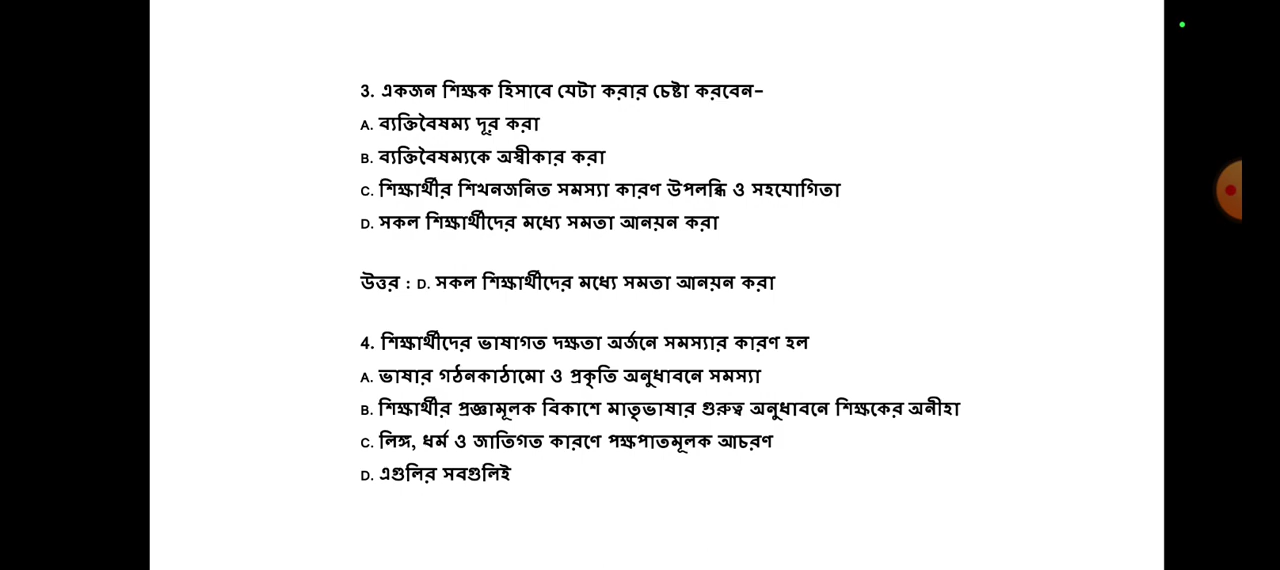 3. একজন শিক্ষক হিসাবে যেটা করার চেষ্টা করবেন–
A. ব্যক্তিবৈষম্য দূর করা
B. ব্যক্তিবৈষম্যকে অস্বীকার করা
C. শিক্ষার্থীর শিখনজনিত সমস্যা কারণ উপলব্ধি ও সহযোগিতা
D. সকল শিক্ষার্থীদের মধ্যে সমতা আনয়ন করা
উত্তর : D. সকল শিক্ষার্থীদের মধ্যে সমতা আনয়ন করা
4. শিক্ষার্থীদের ভাষাগত দক্ষতা অর্জনে সমস্যার কারণ হল
A. ভাষার গঠনকাঠামো ও প্রকৃতি অনুধাবনে সমস্যা
B. শিক্ষার্থীর প্রজ্ঞামূলক বিকাশে মাতৃভাষার গুরুত্ব অনুধাবনে শিক্ষকের অনীহা
C. লিঙ্গ, ধর্ম ও জাতিগত কারণে পক্ষপাতমূলক আচরণ
D. এগুলির সবগুলিই